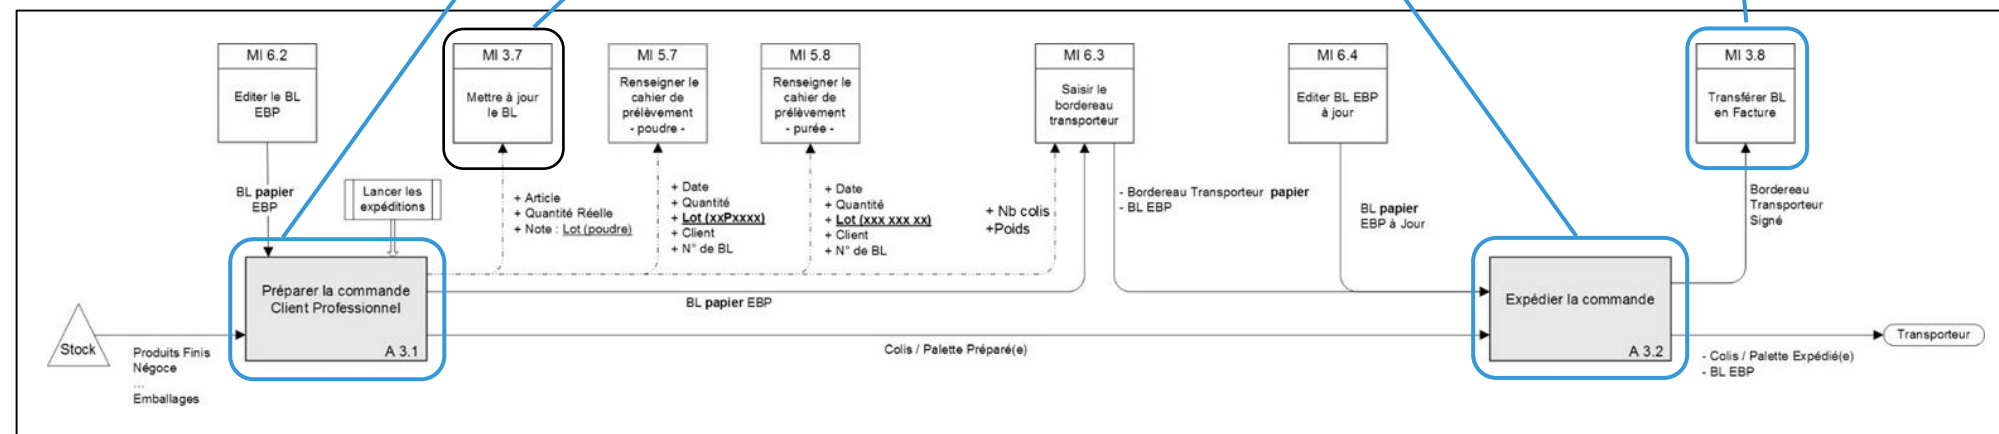 MI 6.2
Editer le BL
EBP
MI 3.7
Mettre à jour
le BL
MI 5.7
Renseigner le
cahier de
prélèvement
- poudre -
MI 5.8
Renseigner le
cahier de
prélèvement
- purée -
MI 6.3
Saisir le
bordereau
transporteur
MI 6.4
Editer BL EBP
à jour
MI 3.8
Transférer BL
en Facture
BL papier
EBP
Lancer les
expéditions
+ Article
+ Quantité Réelle
+ Note : Lot (poudre)
+ Date
+ Quantité
+ Lot (xxPxxxx)
+ Client
+ N° de BL
+ Date
+ Quantité
+ Lot (xxx xxx xx)
+ Client
+ N° de BL
+ Nb colis
+Poids
- Bordereau Transporteur papier
- BL EBP
BL papier
EBP à Jour
Bordereau
Transporteur
Signé
Préparer la commande
Client Professionnel
A 3.1
BL papier EBP
Expédier la commande
A 3.2
Stock
Produits Finis
Négoce
...
Emballages
Colis / Palette Préparé(e)
Transporteur
- Colis / Palette Expédié(e)
- BL EBP